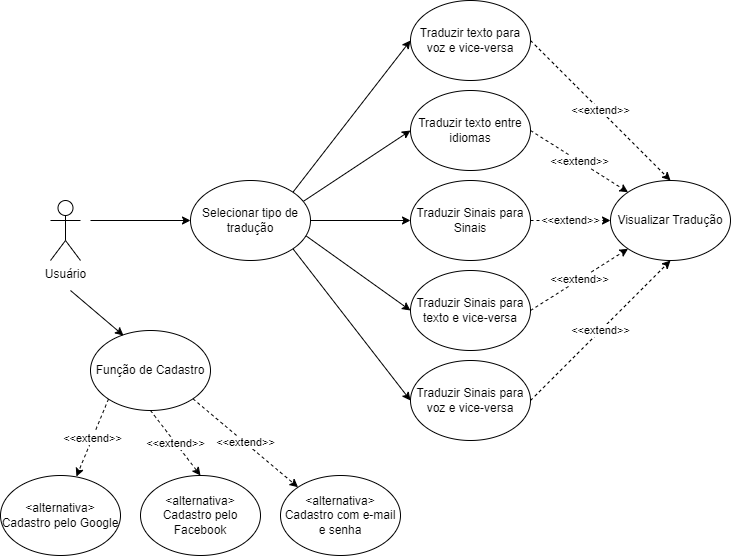 Traduzir texto para
voz e vice-versa
<<extend>>
Traduzir texto entre
idiomas
<<extend>>
Usuário
Selecionar tipo de
tradução
Traduzir Sinais para
Sinais
<<extend>>
Visualizar Tradução
Traduzir Sinais para
texto e vice-versa
<<extend>>
<<extend>>
Traduzir Sinais para
voz e vice-versa
Função de Cadastro
<<extend>>
<<extend>>
<<extend>>
<alternativa>
Cadastro pelo Google
<alternativa>
Cadastro pelo
Facebook
<alternativa>
Cadastro com e-mail
e senha